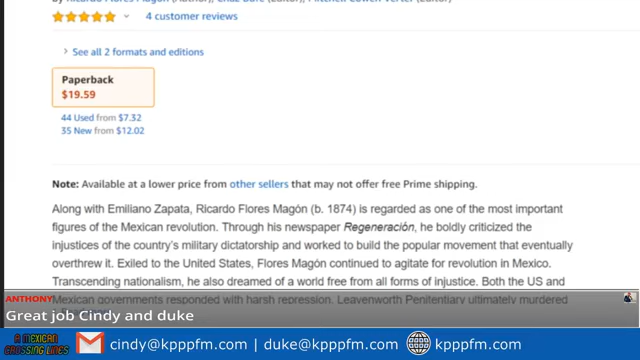 By Ricardo Flores Magón (Author), Chaz Bufe (Editor), Mitchell Cowen Verter (Editor)
4 customer reviews
See all 2 formats and editions
Paperback
$19.59
44 Used from $7.32
35 New from $12.02
Note: Available at a lower price from other sellers that may not offer free Prime shipping.
Along with Emiliano Zapata, Ricardo Flores Magón (b. 1874) is regarded as one of the most important
figures of the Mexican revolution. Through his newspaper Regeneración, he boldly criticized the
injustices of the country's military dictatorship and worked to build the popular movement that eventually
overthrew it. Exiled to the United States, Flores Magón continued to agitate for revolution in Mexico.
Transcending nationalism, he also dreamed of a world free from all forms of injustice. Both the US and
Mexican governments responded with harsh repression. Leavenworth Penitentiary ultimately murdered
ANTHONY
Great job Cindy and duke
A MEXICAN
CROSSING LINES
cindy@kpppfm.com | duke@kpppfm.com kpppfm.com